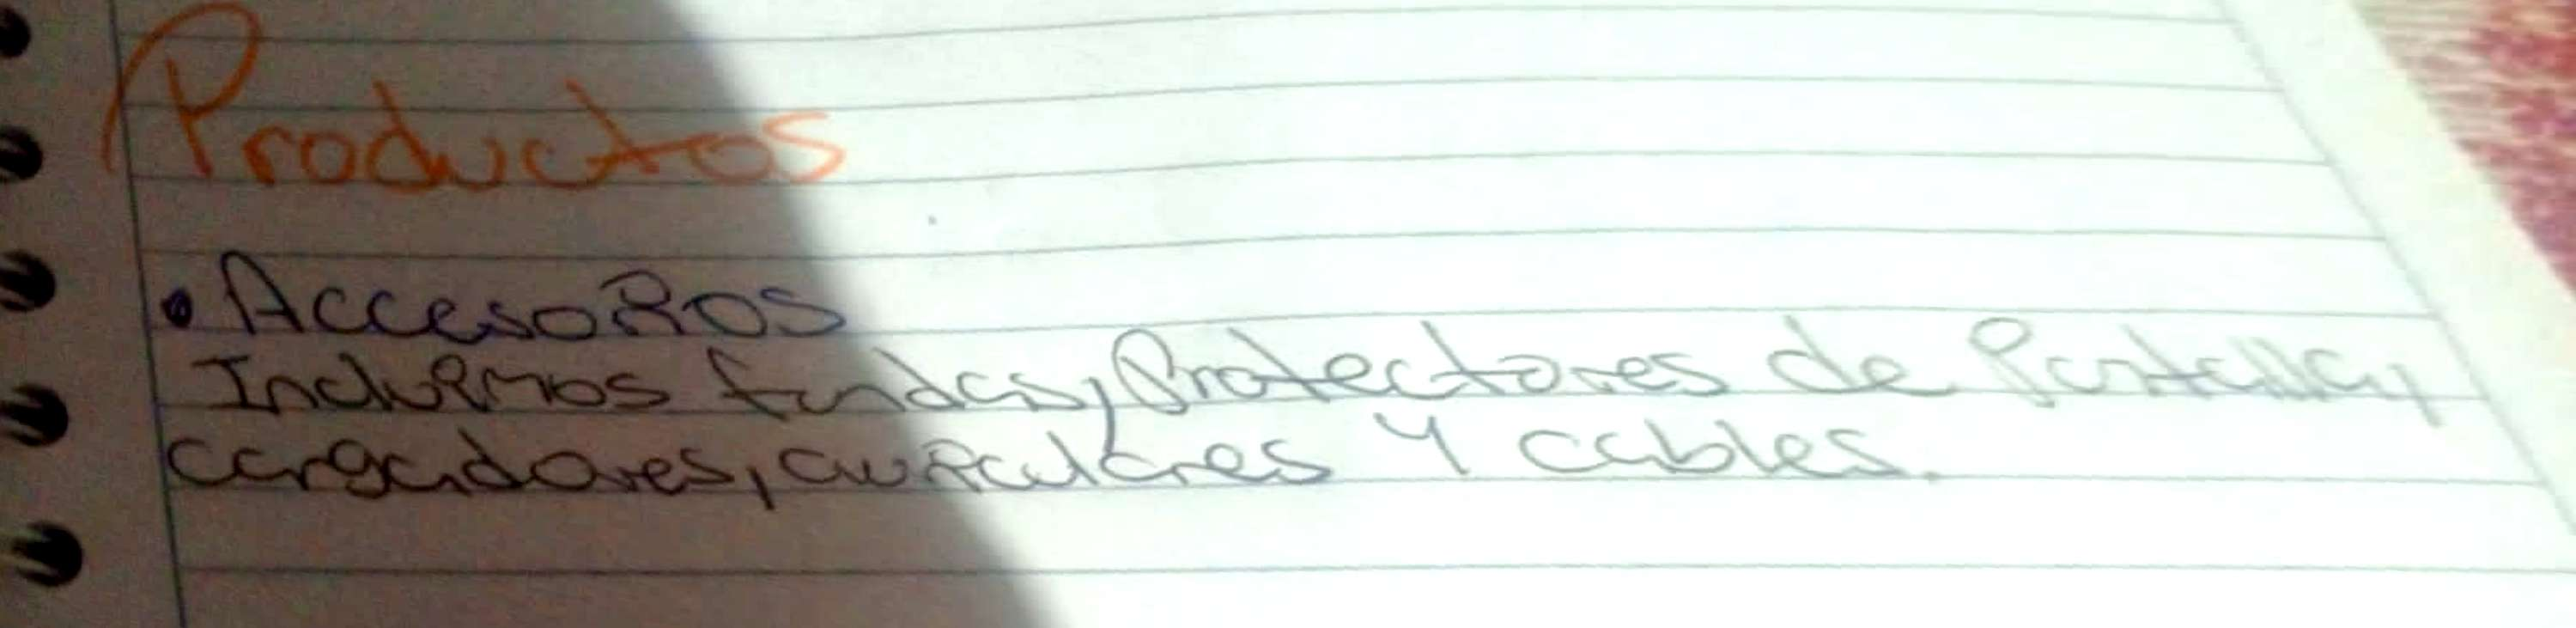 Productos
• AccesoRos
Incluimos fundas, Protectores de Pantalla,
cargadores, auriculares y cables.